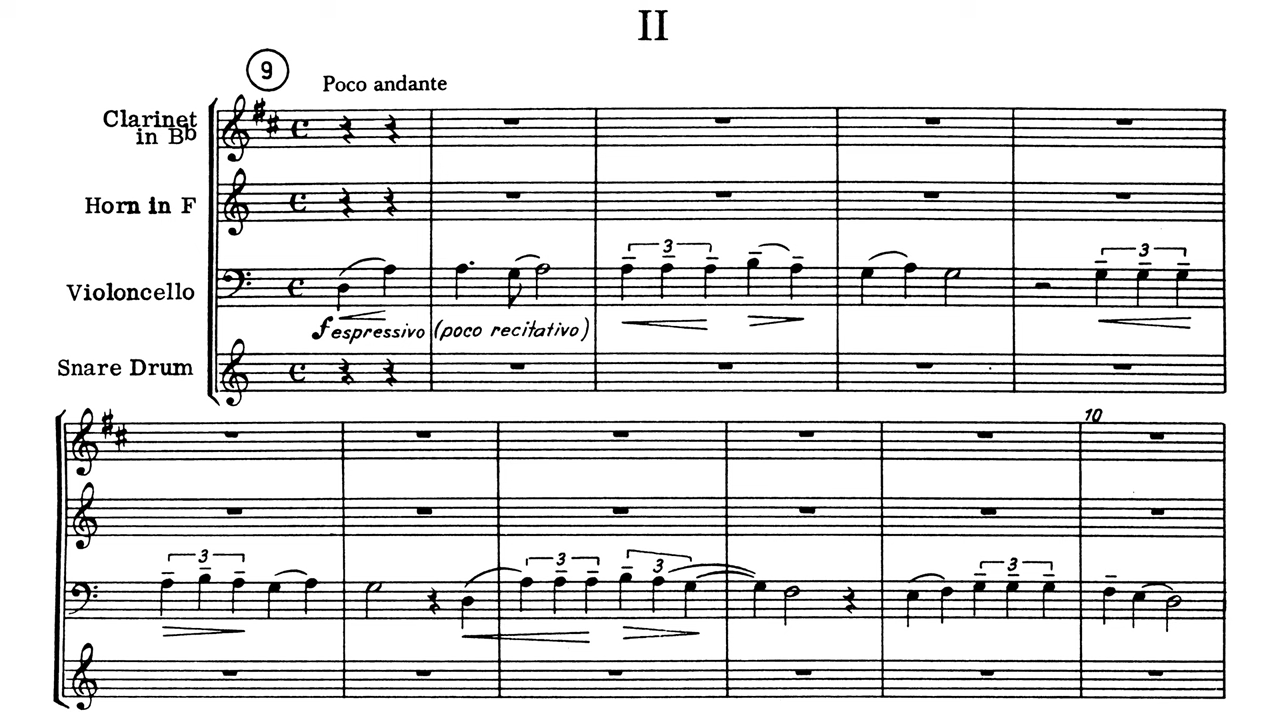 II
9
Poco andante
Clarinet
in Bb
Horn in F
3 3
Violoncello
f espressivo (poco recitativo)
Snare Drum
10
3 3 3 3